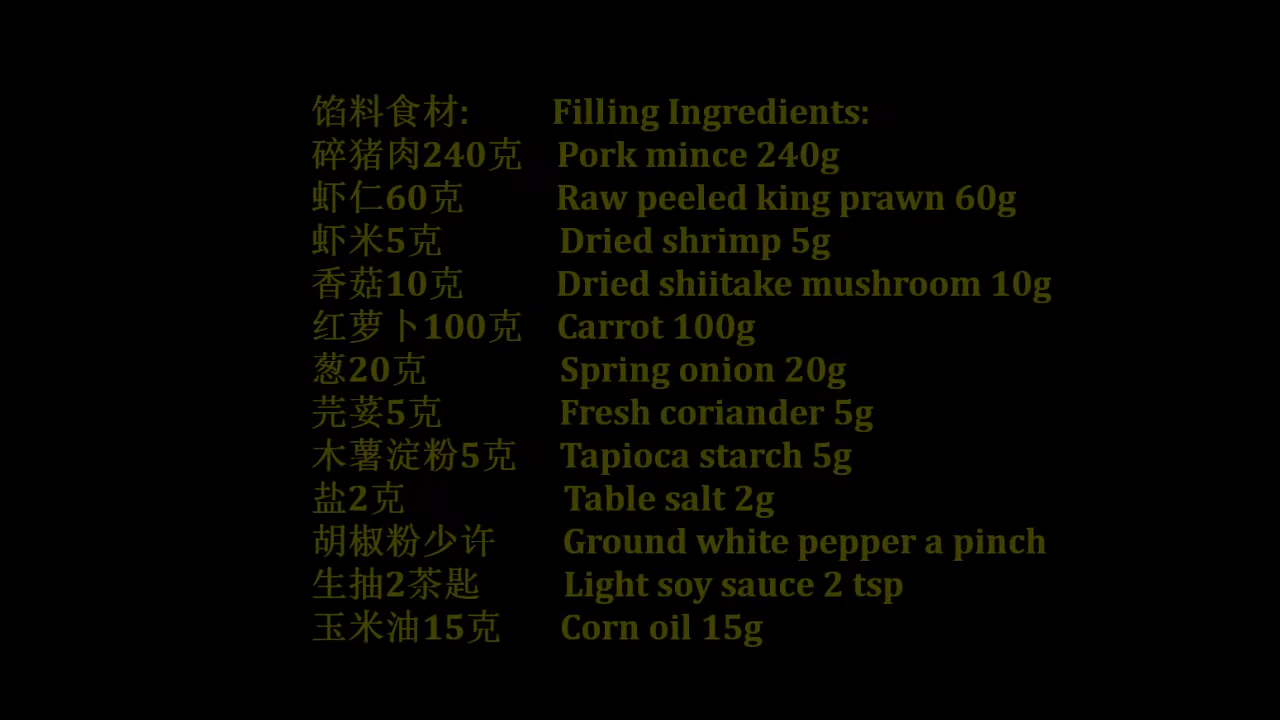 馅料食材: Filling Ingredients:
碎猪肉240克 Pork mince 240g
虾仁60克 Raw peeled king prawn 60g
虾米5克 Dried shrimp 5g
香菇10克 Dried shiitake mushroom 10g
红萝卜100克 Carrot 100g
葱20克 Spring onion 20g
芫荽5克 Fresh coriander 5g
木薯淀粉5克 Tapioca starch 5g
盐2克 Table salt 2g
胡椒粉少许 Ground white pepper a pinch
生抽2茶匙 Light soy sauce 2 tsp
玉米油15克 Corn oil 15g